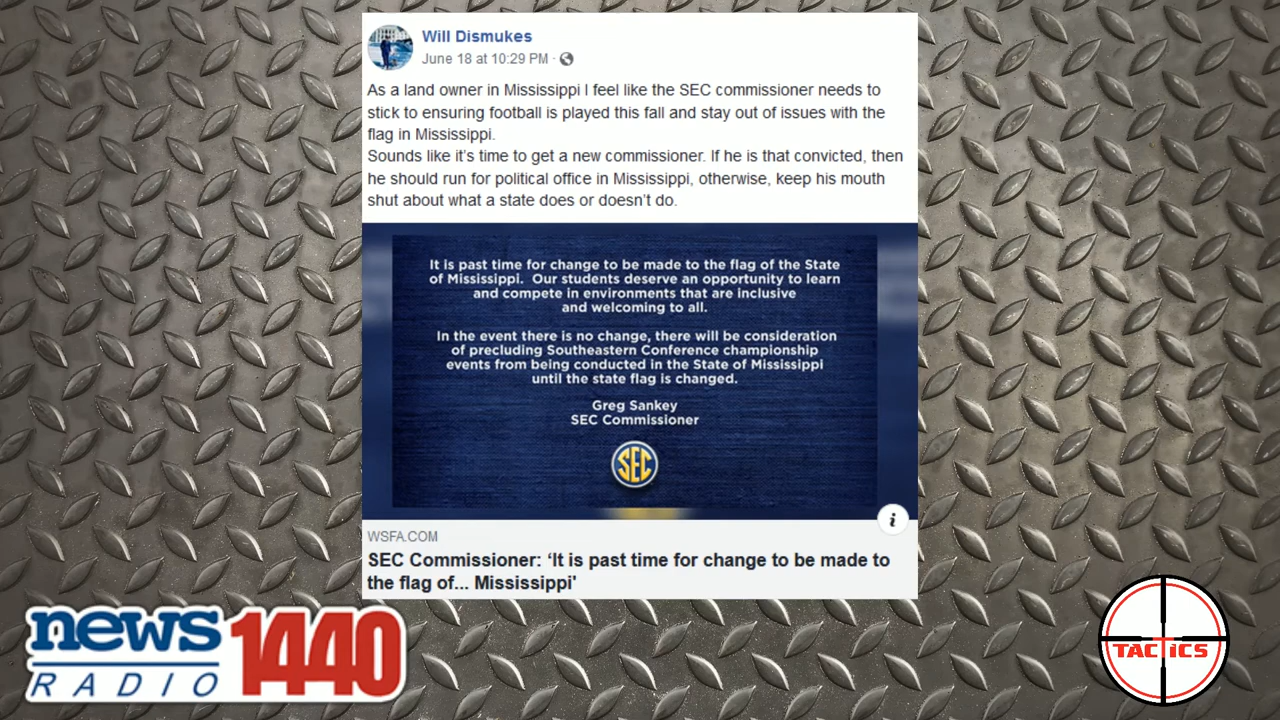 Will Dismukes
June 18 at 10:29 PM ·
As a land owner in Mississippi I feel like the SEC commissioner needs to
stick to ensuring football is played this fall and stay out of issues with the
flag in Mississippi.
Sounds like it's time to get a new commissioner. If he is that convicted, then
he should run for political office in Mississippi, otherwise, keep his mouth
shut about what a state does or doesn't do.
It is past time for change to be made to the flag of the State
of Mississippi. Our students deserve an opportunity to learn
and compete in environments that are inclusive
and welcoming to all.
In the event there is no change, there will be consideration
of precluding Southeastern Conference championship
events from being conducted in the State of Mississippi
until the state flag is changed.
Greg Sankey
SEC Commissioner
SEC
i
WSFA.COM
SEC Commissioner: ‘It is past time for change to be made to
the flag of... Mississippi'
news 1440
RADIO
TACTICS